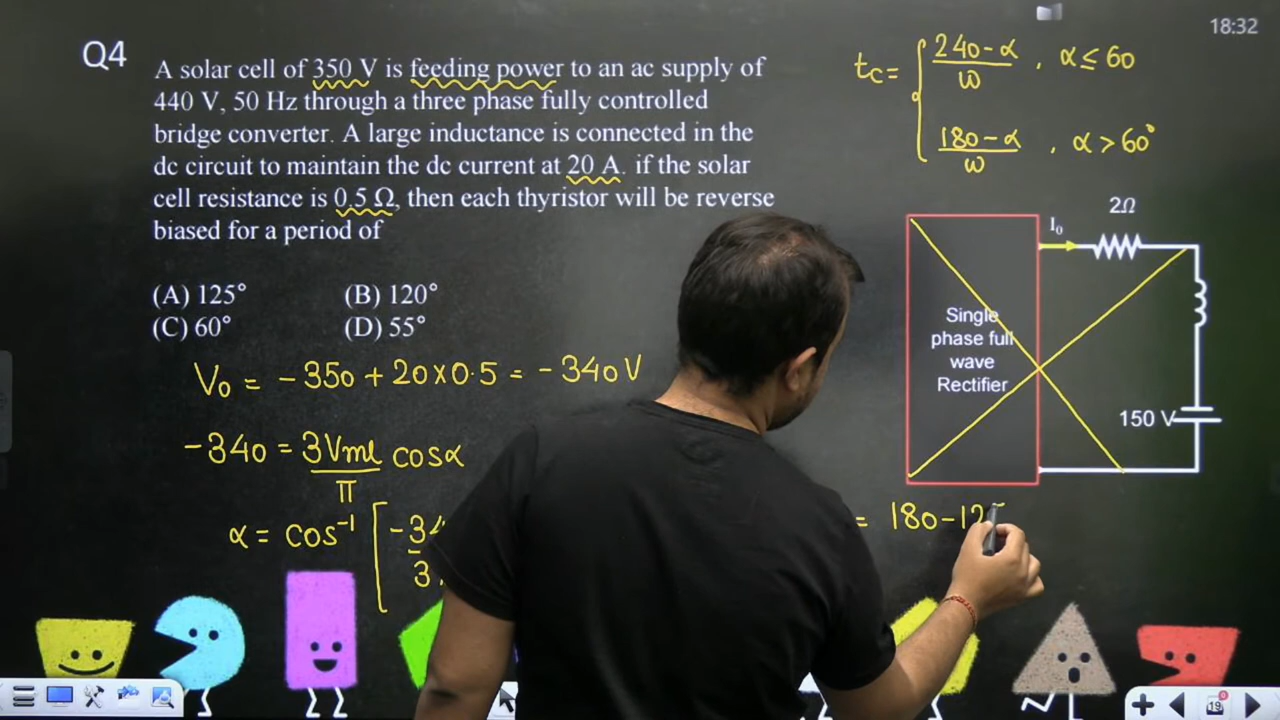 18:32
Q4
A solar cell of 350 V is feeding power to an ac supply of
440 V, 50 Hz through a three phase fully controlled
bridge converter. A large inductance is connected in the
dc circuit to maintain the dc current at 20 A. if the solar
cell resistance is 0.5 Ω, then each thyristor will be reverse
biased for a period of
(A) 125° (B) 120°
(C) 60° (D) 55°
V₀ = -350 + 20×0.5 = -340 V
-340 = 3Vml/π cosα
α = cos⁻¹ [ -34
3.
tc = { 240-α/ω , α ≤ 60
180-α/ω , α > 60°
2Ω
I₀
Single
phase full
wave
Rectifier
150 V
= 180-125
19